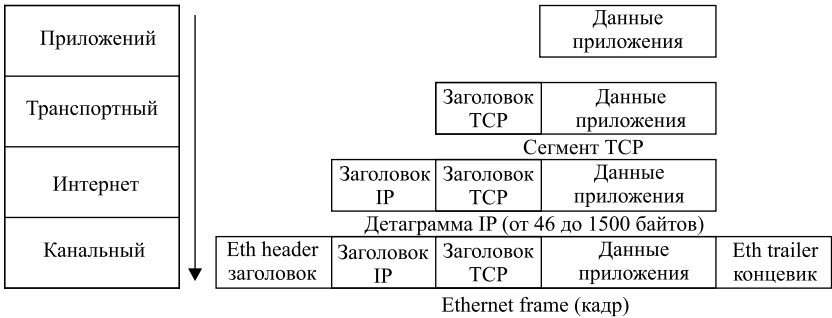 Приложений
Данные
приложения
Транспортный
Заголовок
TCP
Данные
приложения
Сегмент TCP
Интернет
Заголовок
IP
Заголовок
TCP
Данные
приложения
Детаграмма IP (от 46 до 1500 байтов)
Канальный
Eth header
заголовок
Заголовок
IP
Заголовок
TCP
Данные
приложения
Eth trailer
концевик
Ethernet frame (кадр)